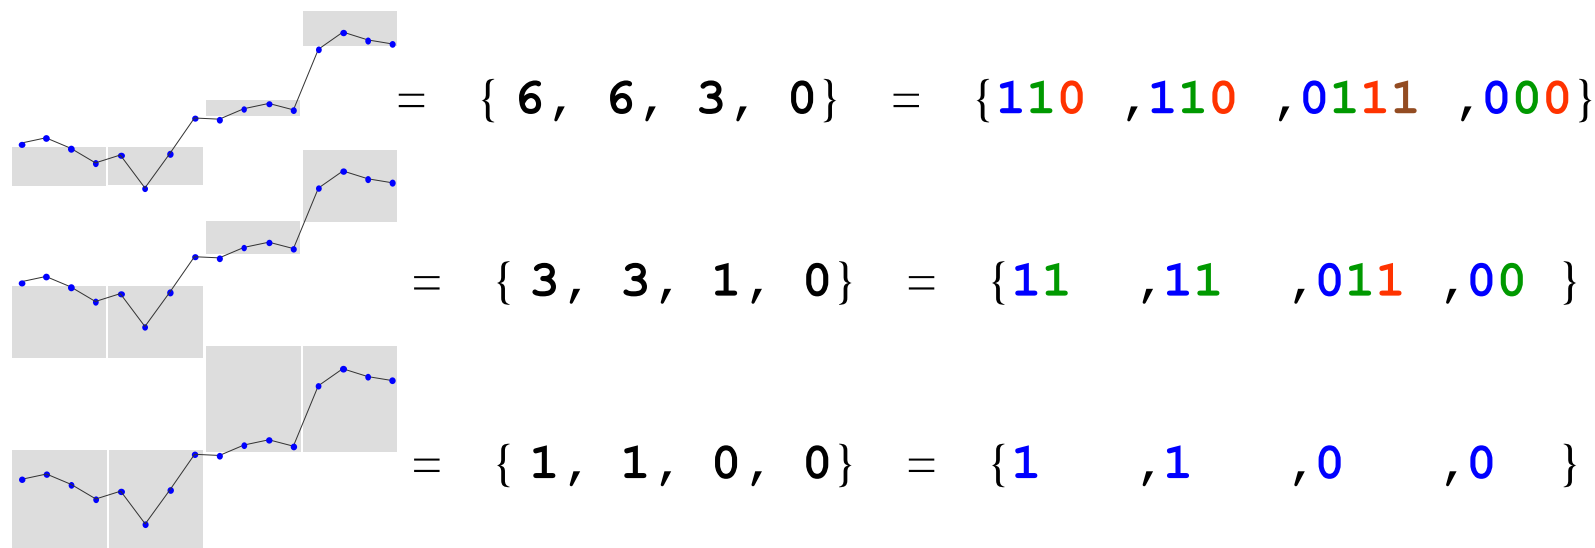 = { 6, 6, 3, 0} = {110 ,110 ,0111 ,000}
= { 3, 3, 1, 0} = {11 ,11 ,011 ,00 }
= { 1, 1, 0, 0} = {1 ,1 ,0 ,0 }